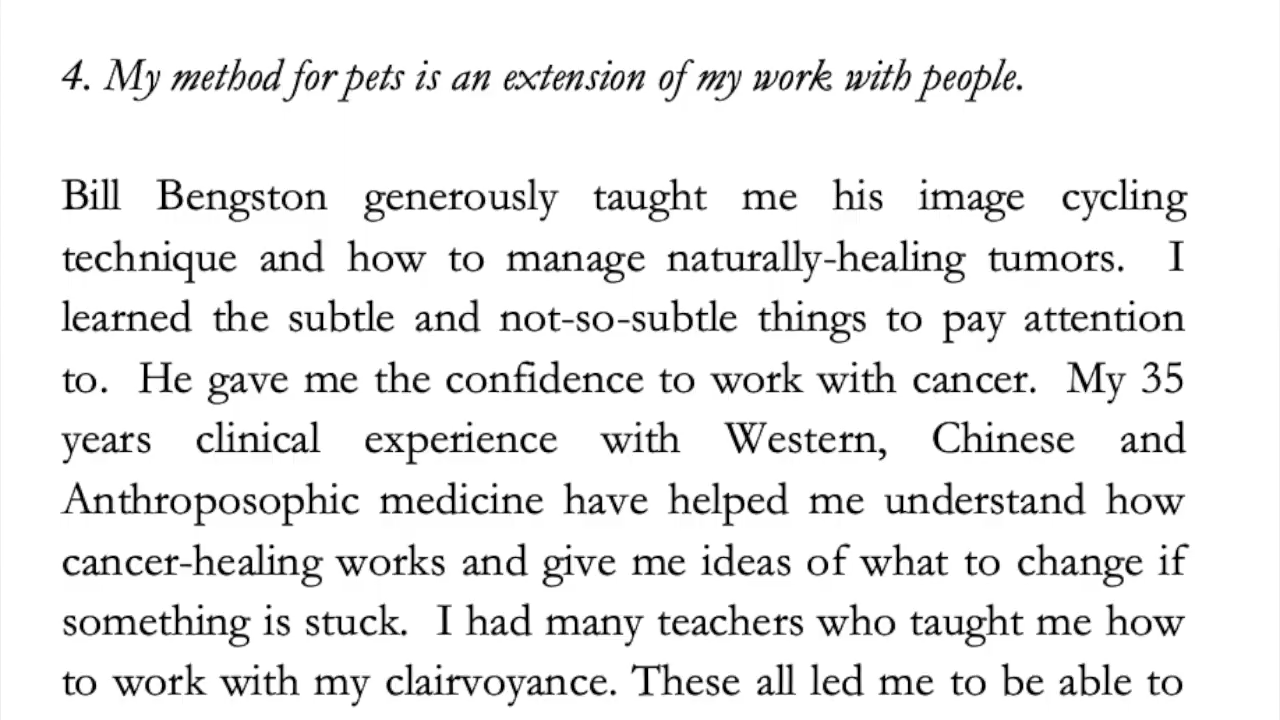 4. My method for pets is an extension of my work with people.
Bill Bengston generously taught me his image cycling
technique and how to manage naturally-healing tumors. I
learned the subtle and not-so-subtle things to pay attention
to. He gave me the confidence to work with cancer. My 35
years clinical experience with Western, Chinese and
Anthroposophic medicine have helped me understand how
cancer-healing works and give me ideas of what to change if
something is stuck. I had many teachers who taught me how
to work with my clairvoyance. These all led me to be able to